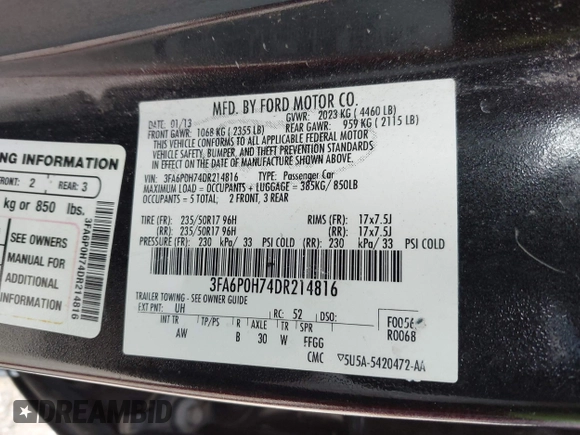 MFD. BY FORD MOTOR CO.
DATE: 01/13
GVWR: 2023 KG ( 4460 LB)
FRONT GAWR: 1068 KG ( 2355 LB)
REAR GAWR: 959 KG ( 2115 LB)
THIS VEHICLE CONFORMS TO ALL APPLICABLE FEDERAL MOTOR
VEHICLE SAFETY, BUMPER, AND THEFT PREVENTION STANDARDS
IN EFFECT ON THE DATE OF MANUFACTURE SHOWN ABOVE.
VIN: 3FA6P0H74DR214816 TYPE: Passenger Car
MAXIMUM LOAD = OCCUPANTS + LUGGAGE = 385KG/ 850LB
OCCUPANTS = 5 TOTAL: 2 FRONT, 3 REAR
TIRE (FR): 235/50R17 96H RIMS (FR): 17x7.5J
(RR): 235/50R17 96H (RR): 17x7.5J
PRESSURE (FR): 230 kPa/ 33 PSI COLD (RR): 230 kPa/ 33 PSI COLD
3FA6P0H74DR214816
TRAILER TOWING - SEE OWNER GUIDE
EXT PNT: UH RC: 52 DSO:
F0056
R0068
INT TR TP/PS R AXLE TR SPR
AW B 30 W FFGG
CMC
▽5U5A-5420472-AA
NG INFORMATION
FRONT: 2 REAR: 3
kg or 850 lbs.
SEE OWNERS
MANUAL FOR
ADDITIONAL
INFORMATION
3FA6P0H74DR214816
DREAMBID